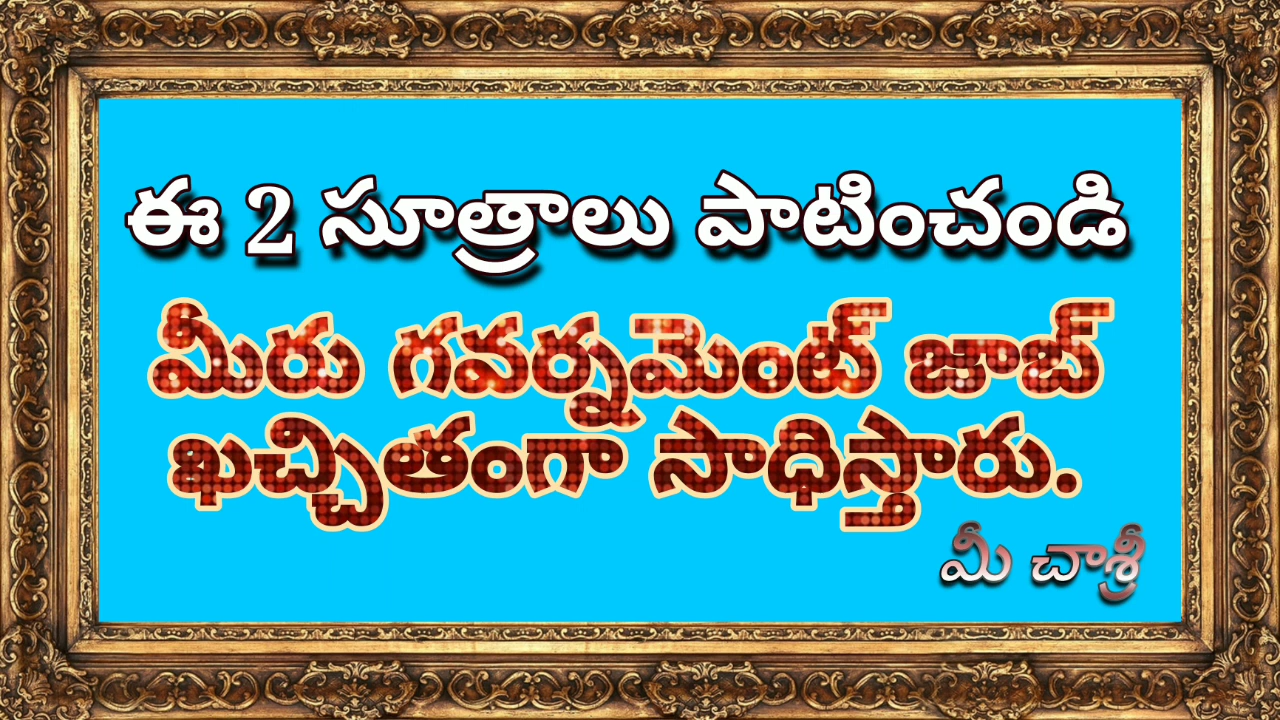 ఈ 2 సూత్రాలు పాటించండి
మీరు గవర్నమెంట్ జాబ్
ఖచ్చితంగా సాధిస్తారు.
మీ చాశ్రీ